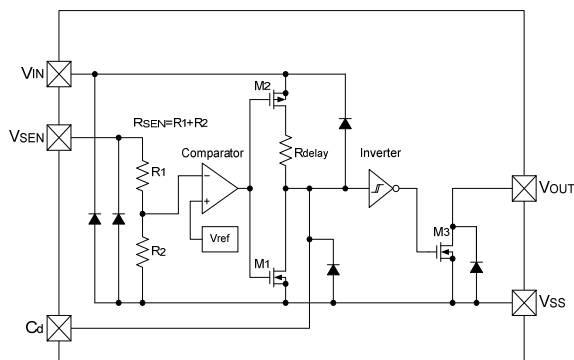 VIN
M2
VSEN
RSEN=R1+R2
Comparator
Rdelay
Inverter
R1
−
+
VOUT
Vref
M3
R2
M1
VSS
Cd